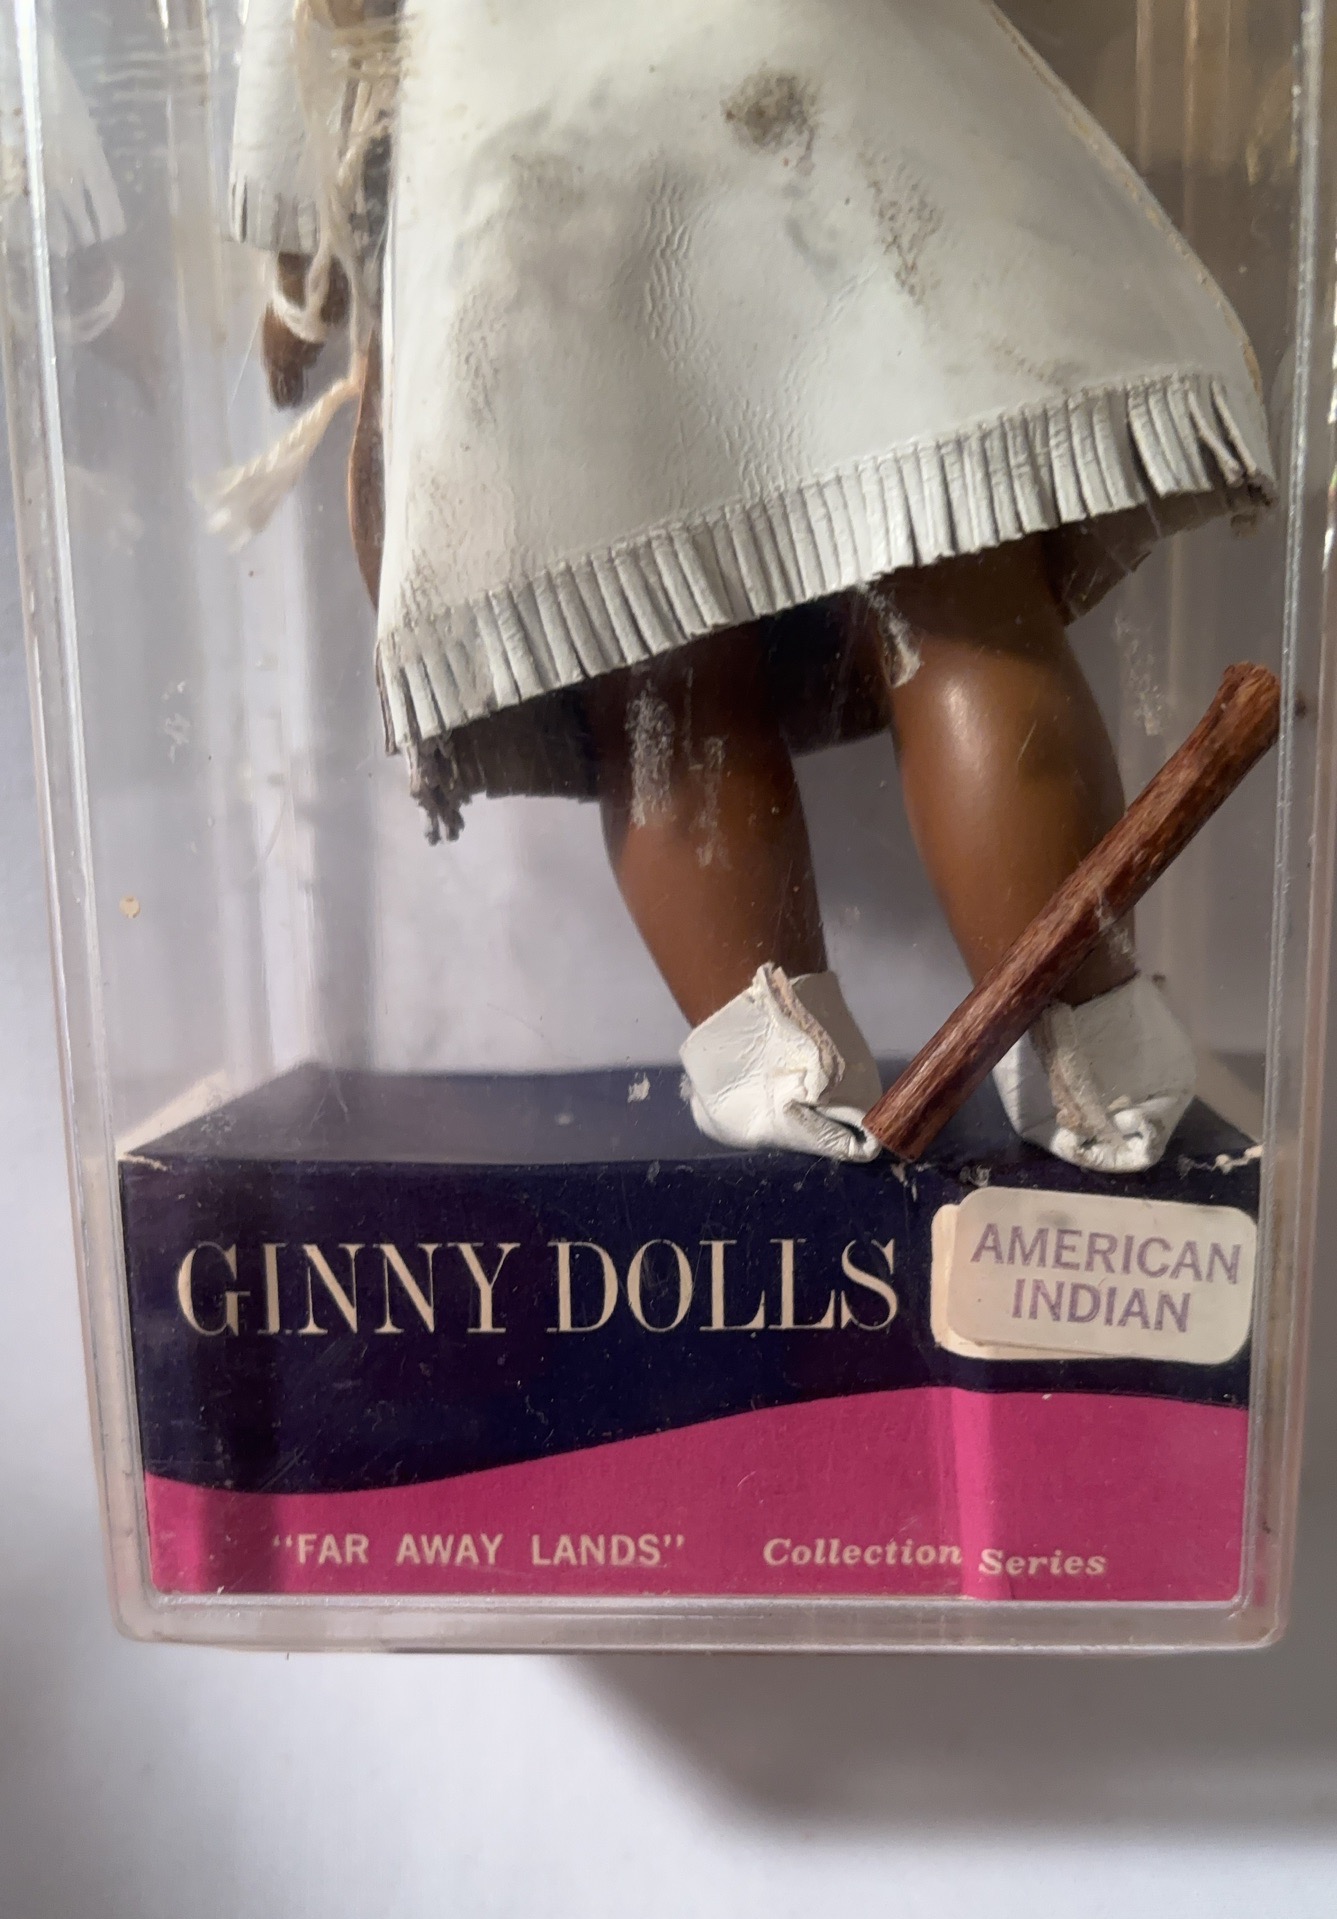 GINNY DOLLS
AMERICAN
INDIAN
"FAR AWAY LANDS" Collection Series